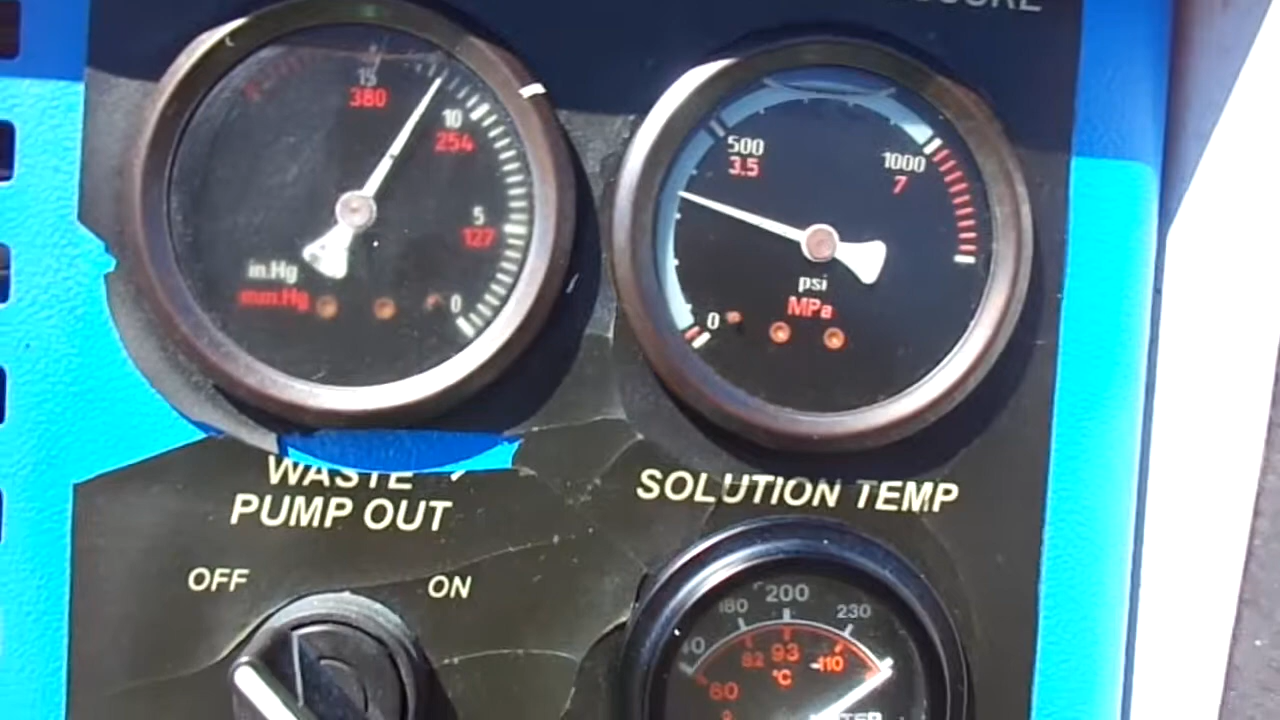 15
380
10
254
5
127
0
in.Hg
mm.Hg
500
3.5
1000
7
psi
MPa
0
WASTE
PUMP OUT
OFF
ON
SOLUTION TEMP
180
200
230
82
93
110
°C
60